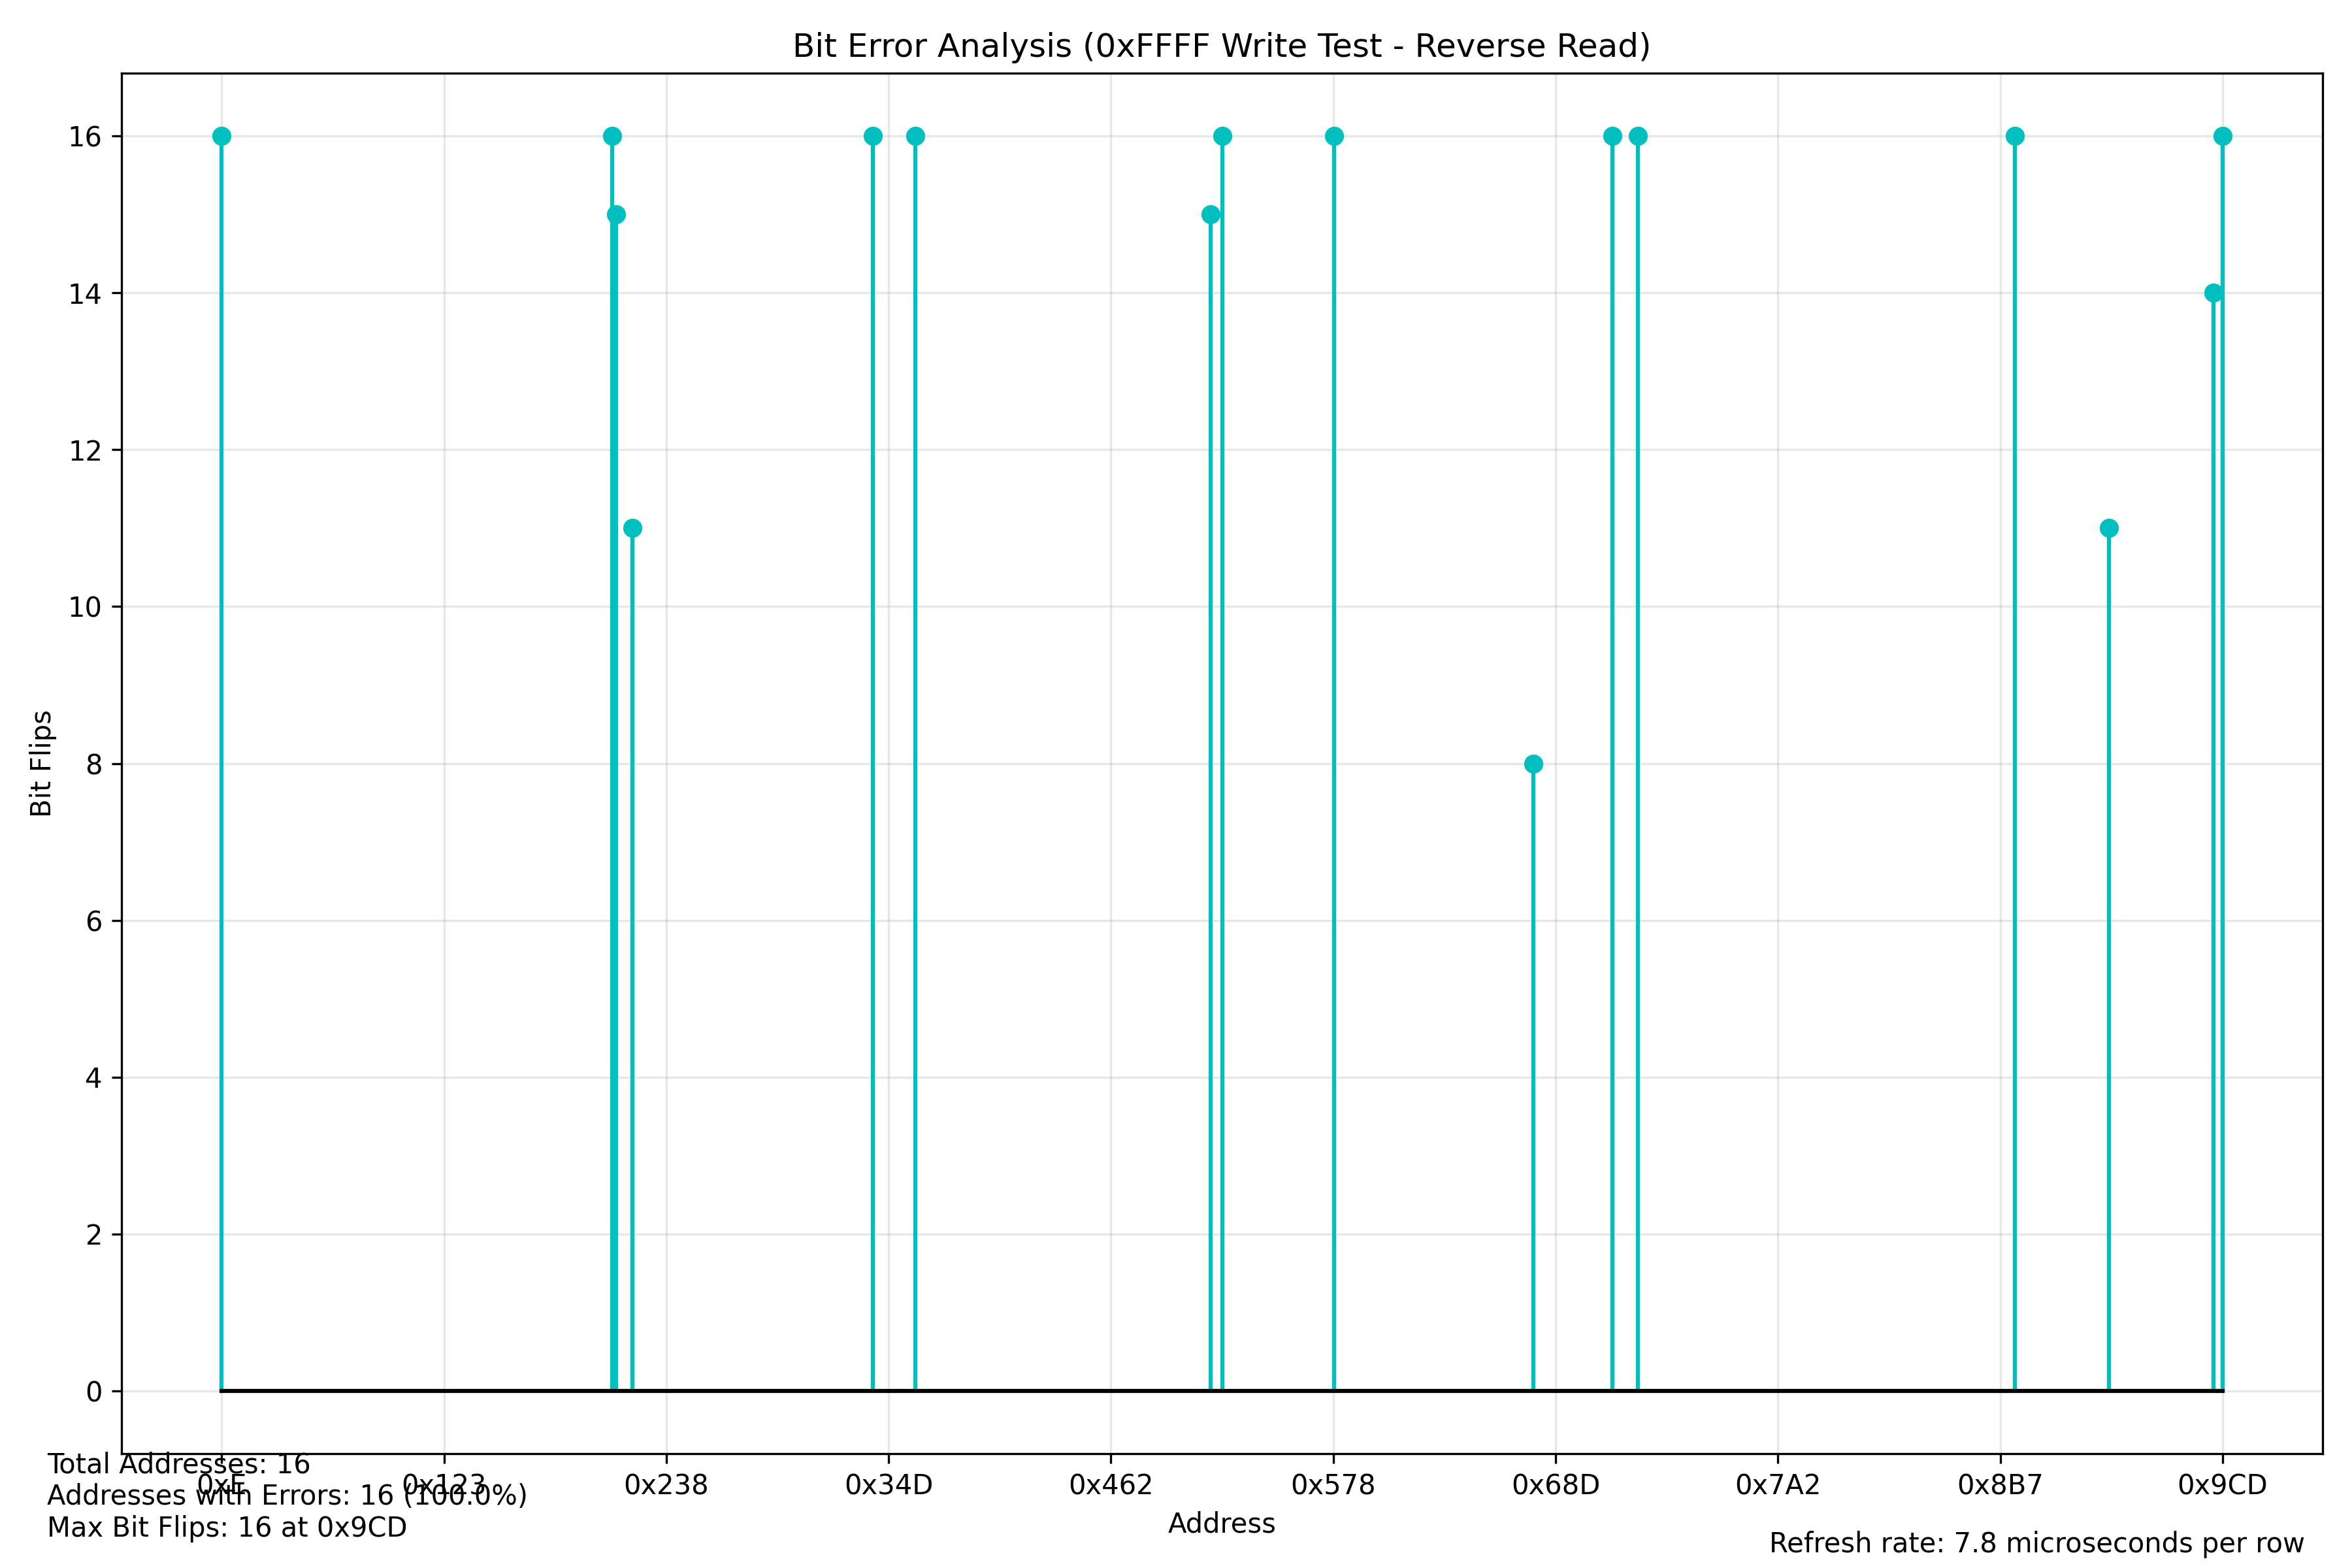 Bit Error Analysis (0xFFFF Write Test - Reverse Read)
16
14
12
10
8
6
4
2
0
Bit Flips
0xE
0x123
0x238
0x34D
0x462
0x578
0x68D
0x7A2
0x8B7
0x9CD
Address
Total Addresses: 16
Addresses with Errors: 16 (100.0%)
Max Bit Flips: 16 at 0x9CD
Refresh rate: 7.8 microseconds per row